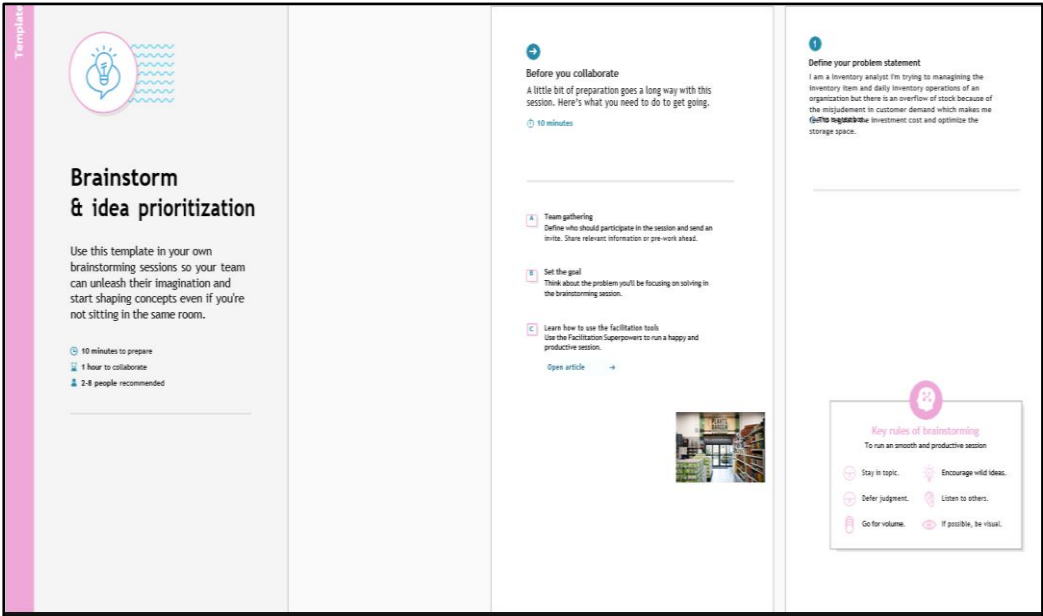 Template
Brainstorm
& idea prioritization
Use this template in your own
brainstorming sessions so your team
can unleash their imagination and
start shaping concepts even if you're
not sitting in the same room.
10 minutes to prepare
1 hour to collaborate
2-8 people recommended
Before you collaborate
A little bit of preparation goes a long way with this
session. Here's what you need to do to get going.
10 minutes
A
Team gathering
Define who should participate in the session and send an
invite. Share relevant information or pre-work ahead.
B
Set the goal
Think about the problem you'll be focusing on solving in
the brainstorming session.
C
Learn how to use the facilitation tools
Use the Facilitation Superpowers to run a happy and
productive session.
Open article
1
Define your problem statement
I am a inventory analyst I'm trying to managining the
inventory item and daily inventory operations of an
organization but there is an overflow of stock because of
the misjudement in customer demand which makes me
the investment cost and optimize the
storage space.
Key rules of brainstorming
To run an smooth and productive session
Stay in topic.
Encourage wild ideas.
Defer judgment.
Listen to others.
Go for volume.
If possible, be visual.